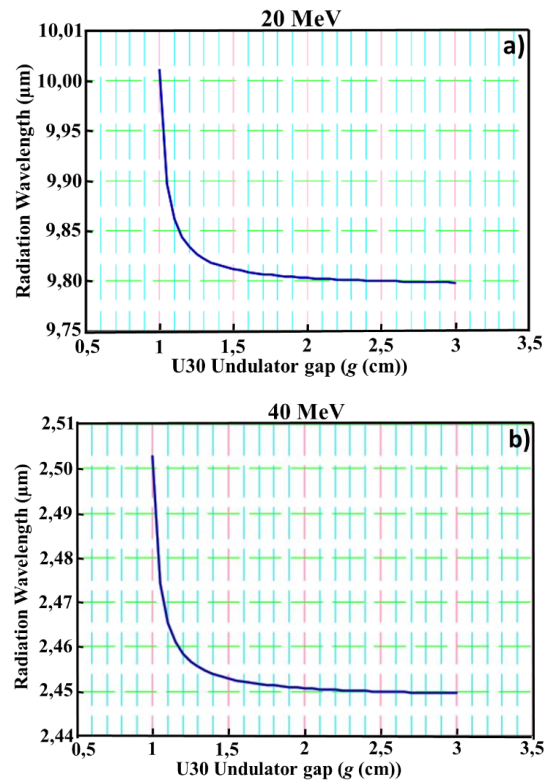 20 MeV
a)
10,01
10,00
9,95
9,90
9,85
9,80
9,75
Radiation Wavelength (µm)
0,5 1 1,5 2 2,5 3 3,5
U30 Undulator gap (g (cm))
40 MeV
b)
2,51
2,50
2,49
2,48
2,47
2,46
2,45
2,44
Radiation Wavelength (µm)
0,5 1 1,5 2 2,5 3 3,5
U30 Undulator gap (g (cm))